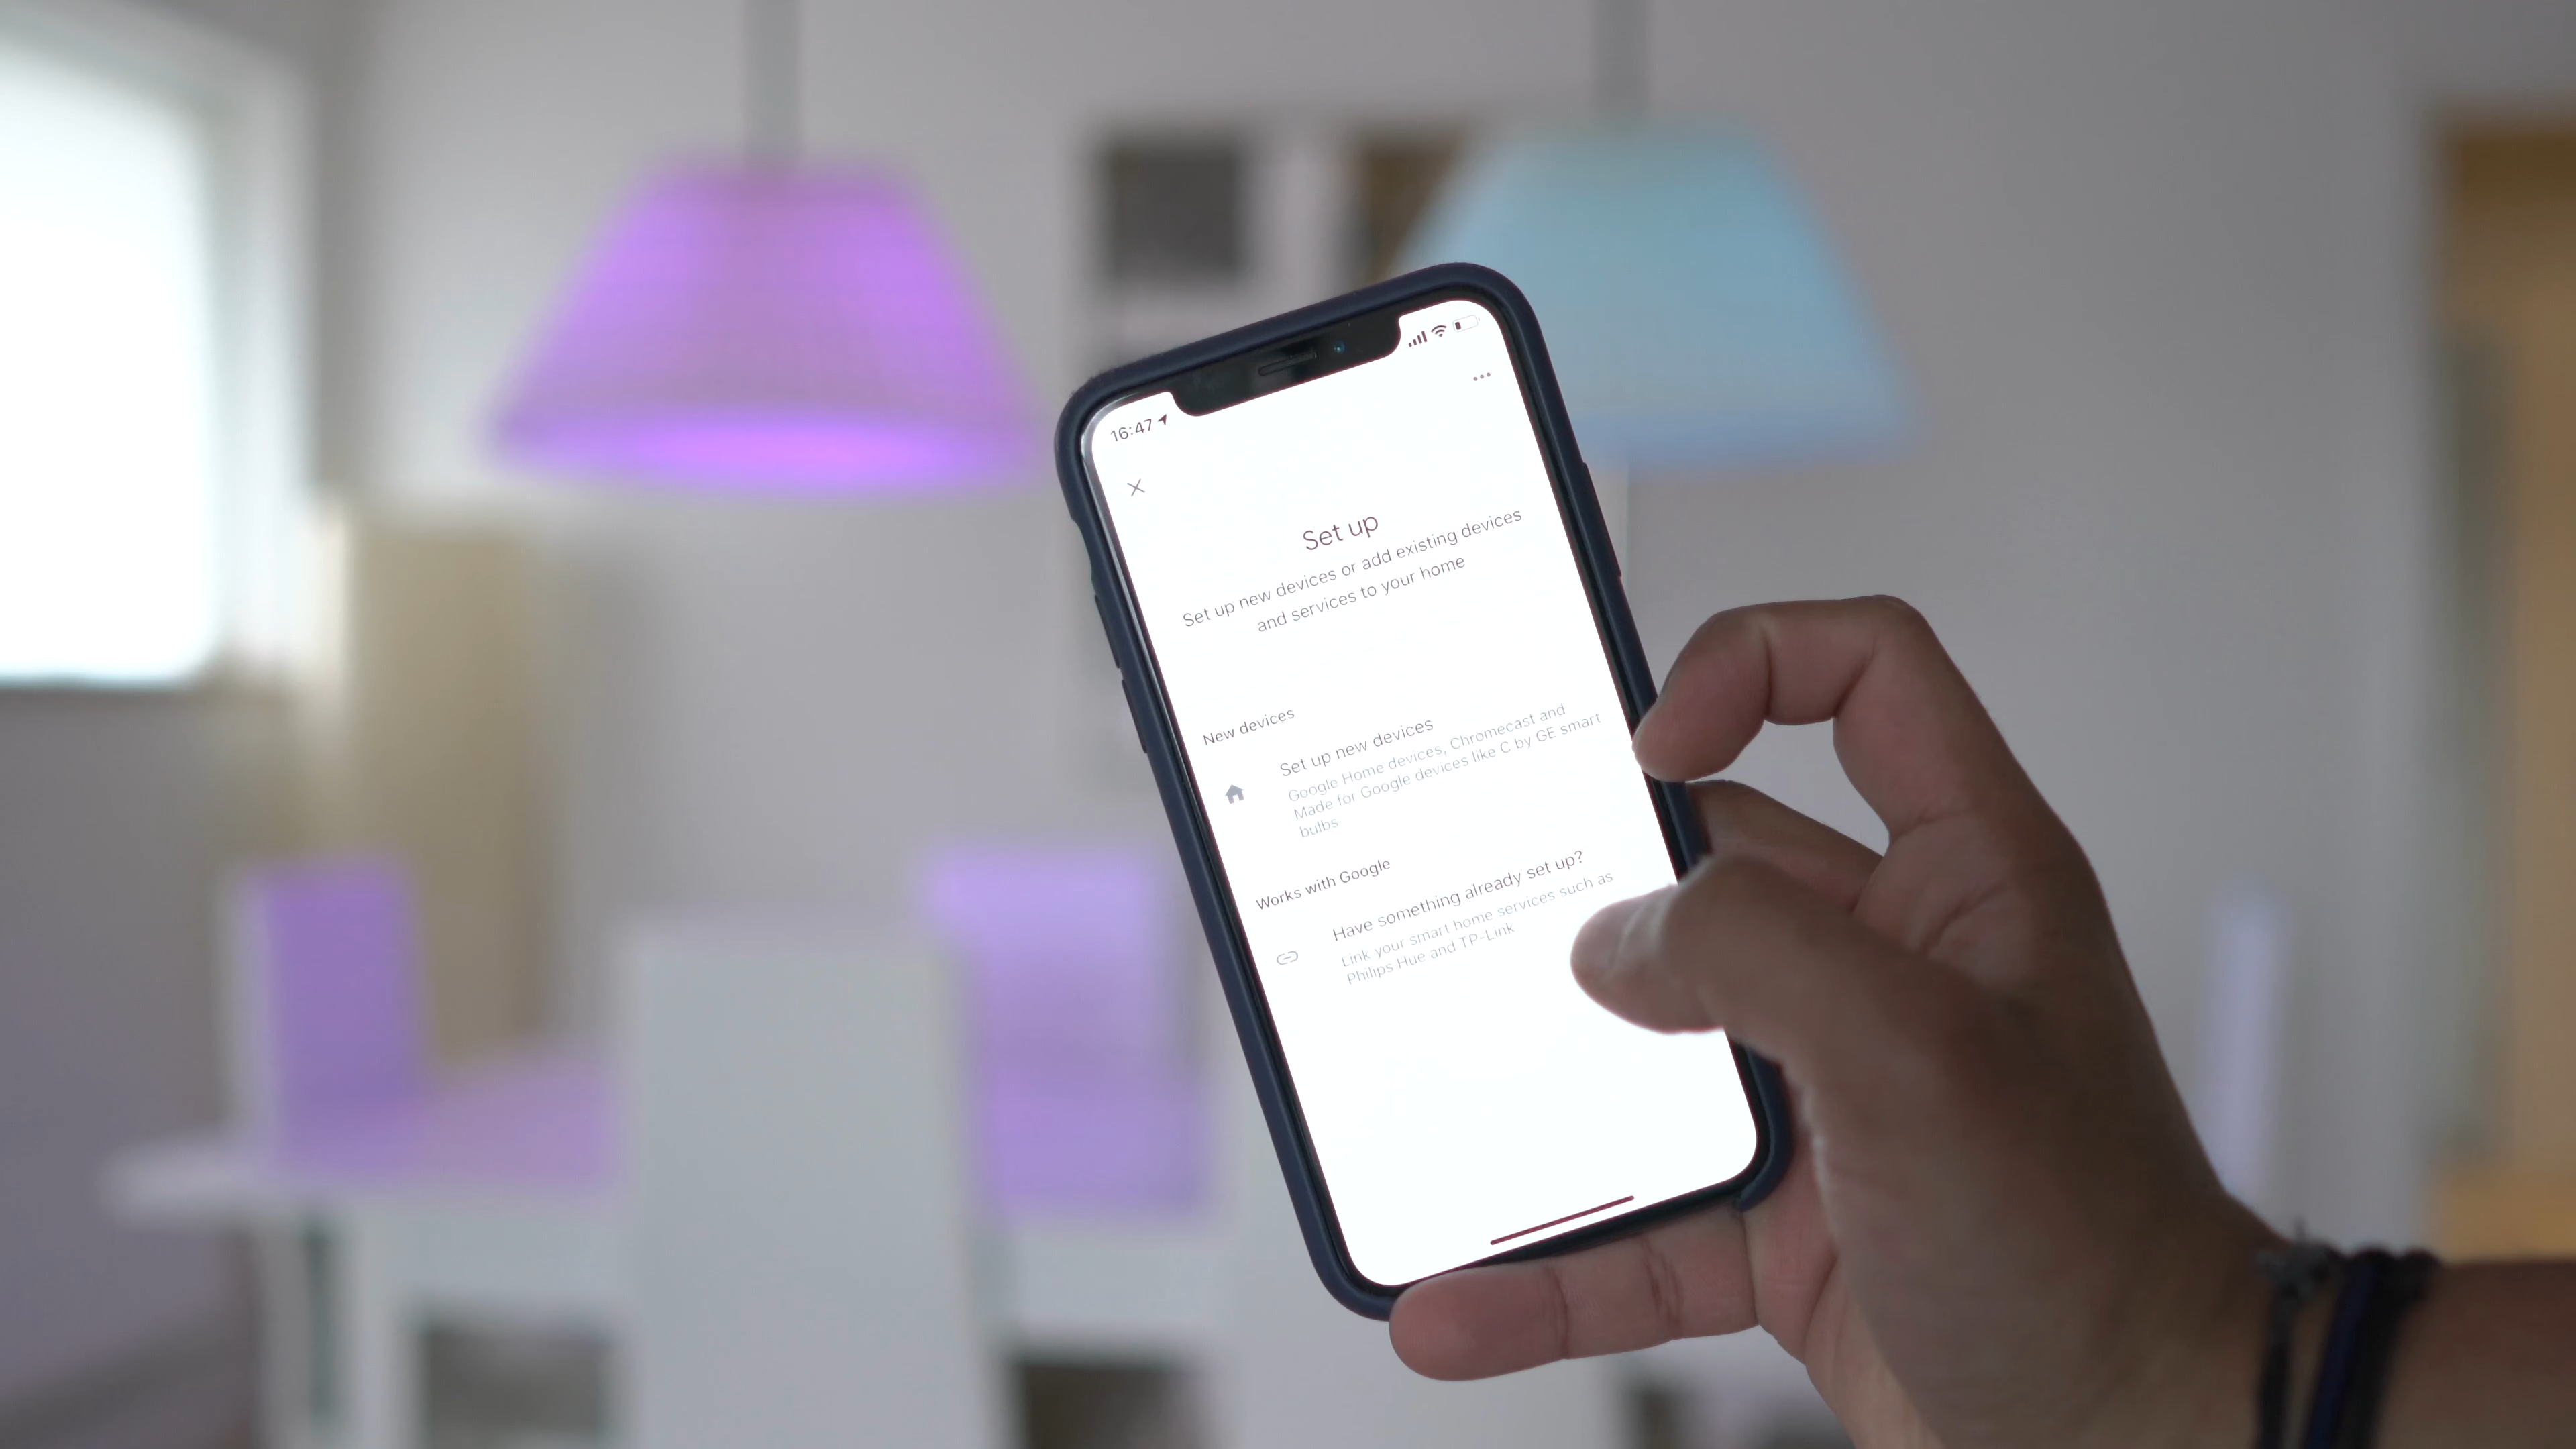 16:47
Set up
Set up new devices or add existing devices
and services to your home
New devices
Set up new devices
Google Home devices, Chromecast and
Made for Google devices like C by GE smart
bulbs
Works with Google
Have something already set up?
Link your smart home services such as
Philips Hue and TP-Link